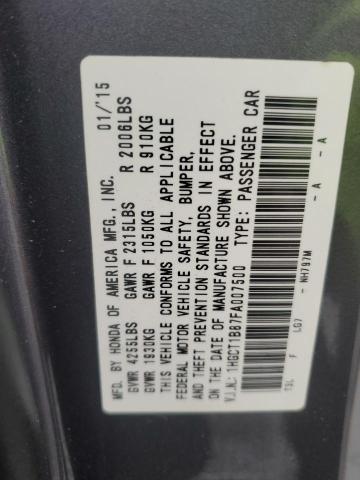 MFD. BY HONDA OF AMERICA MFG., INC. 01/'15
GVWR 4255LBS GAWR F 2315LBS R 2006LBS
GVWR 1930KG GAWR F 1050KG R 910KG
THIS VEHICLE CONFORMS TO ALL APPLICABLE
FEDERAL MOTOR VEHICLE SAFETY, BUMPER,
AND THEFT PREVENTION STANDARDS IN EFFECT
ON THE DATE OF MANUFACTURE SHOWN ABOVE.
V.I.N.: 1HGCT1B87FA007500 TYPE: PASSENGER CAR
NH797M - A - A
T3L F LG7